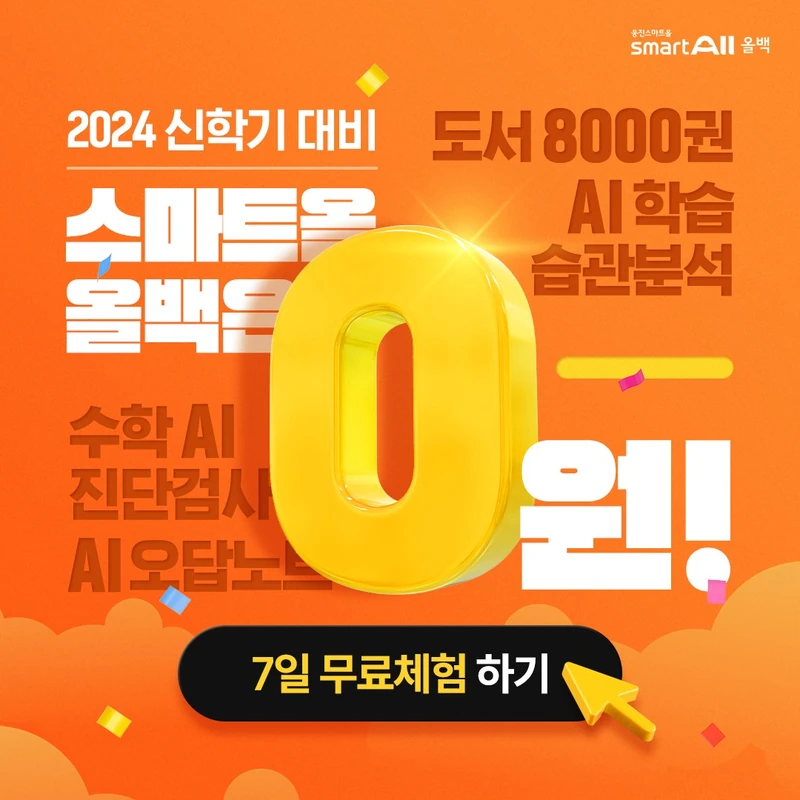 웅진스마트올
smartAll 올백
2024 신학기 대비
스마트올
올백은
0
원!
도서 8000권
AI 학습
습관분석
수학 AI
진단검사
AI 오답노트
7일 무료체험 하기